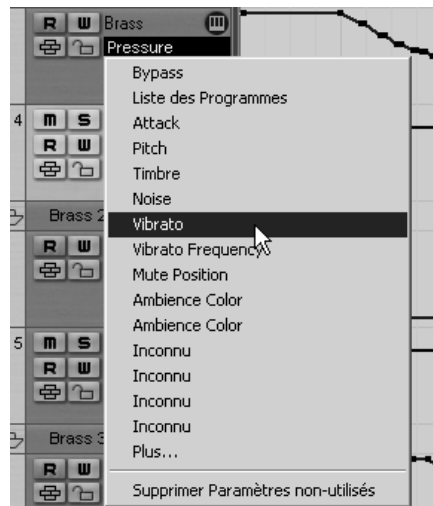 R W Brass
Pressure
Bypass
Liste des Programmes
4 m S Attack
R W Pitch
Timbre
Noise
Brass 2 Vibrato
R W Vibrato Frequency
Mute Position
Ambience Color
Ambience Color
5 m S Inconnu
R W Inconnu
Inconnu
Brass 3 Inconnu
Plus...
R W
Supprimer Paramètres non-utilisés